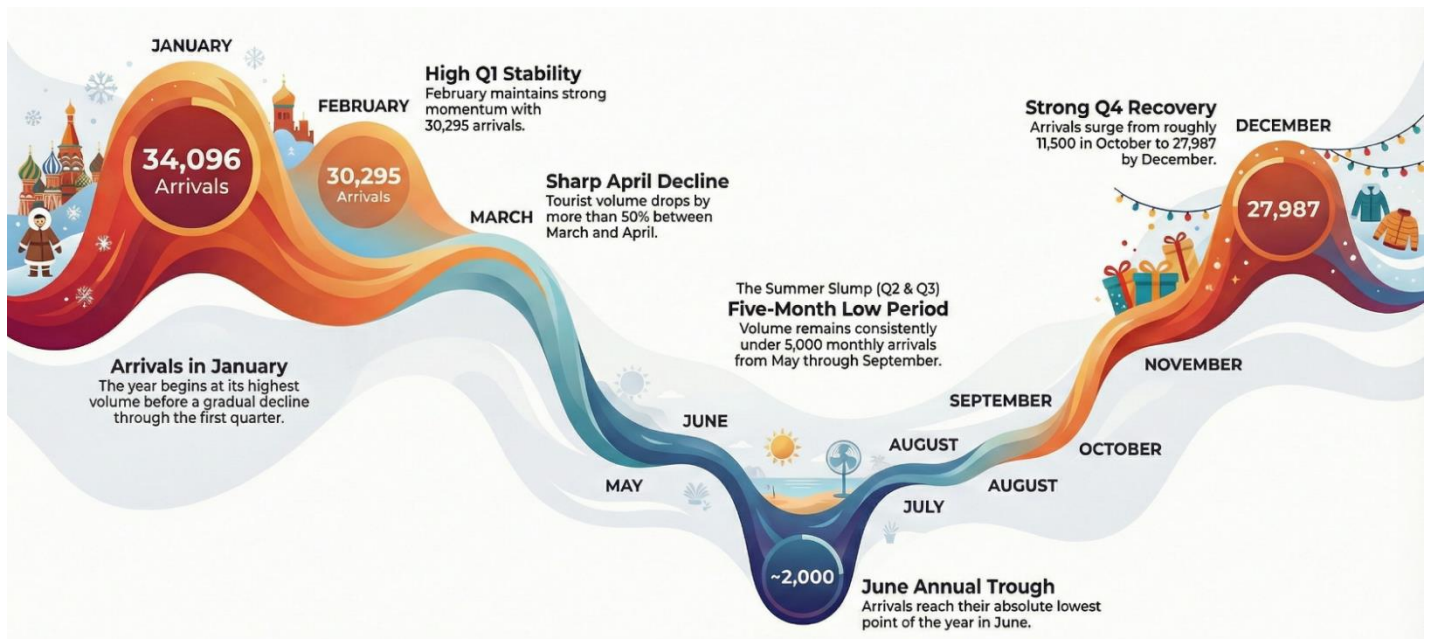 JANUARY
34,096
Arrivals
FEBRUARY
30,295
Arrivals
High Q1 Stability
February maintains strong
momentum with
30,295 arrivals.
MARCH
Sharp April Decline
Tourist volume drops by
more than 50% between
March and April.
Arrivals in January
The year begins at its highest
volume before a gradual decline
through the first quarter.
MAY
JUNE
The Summer Slump (Q2 & Q3)
Five-Month Low Period
Volume remains consistently
under 5,000 monthly arrivals
from May through September.
~2,000
June Annual Trough
Arrivals reach their absolute lowest
point of the year in June.
JULY
AUGUST
AUGUST
SEPTEMBER
OCTOBER
NOVEMBER
Strong Q4 Recovery
Arrivals surge from roughly
11,500 in October to 27,987
by December.
DECEMBER
27,987